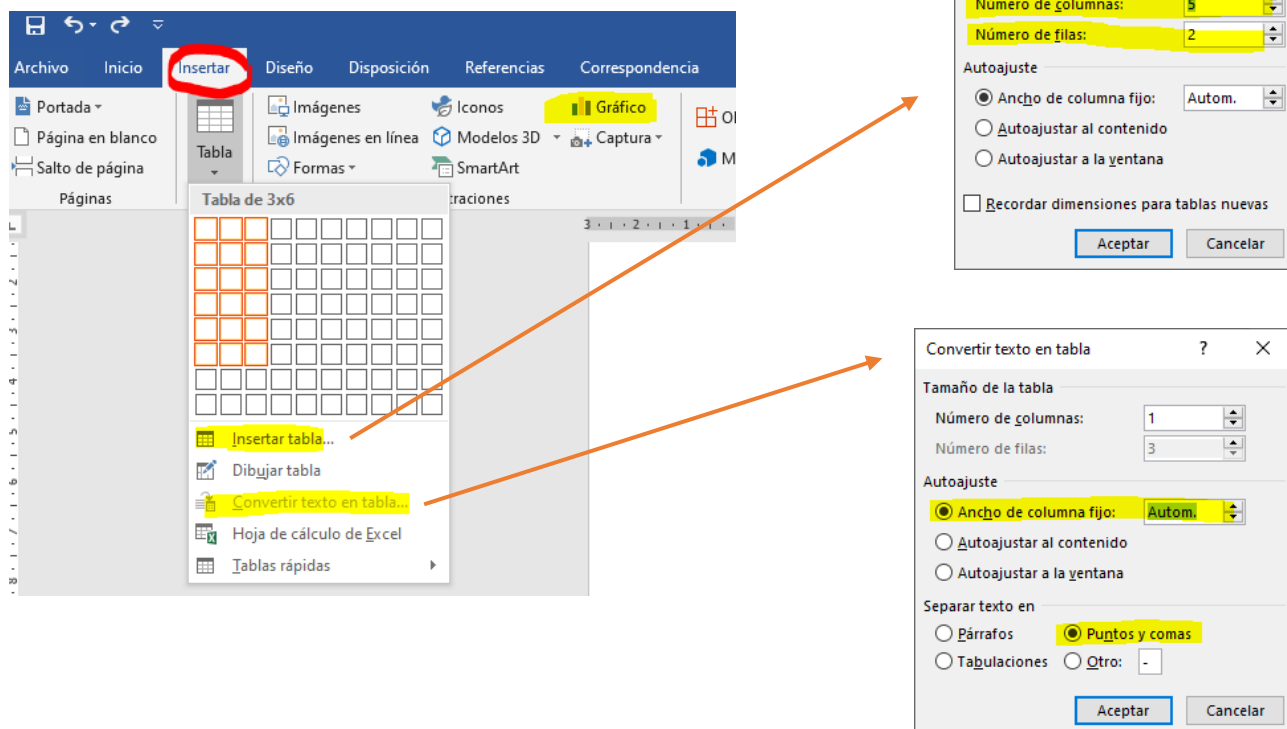 Archivo Inicio Insertar Diseño Disposición Referencias Correspondencia
Portada
Página en blanco
Salto de página
Páginas
Tabla
Imágenes
Imágenes en línea
Formas
Iconos
Modelos 3D
SmartArt
Gráfico
Captura
Tabla de 3x6
Insertar tabla...
Dibujar tabla
Convertir texto en tabla...
Hoja de cálculo de Excel
Tablas rápidas
3 2 1
Número de columnas: 5
Número de filas: 2
Autoajuste
Ancho de columna fijo: Autom.
Autoajustar al contenido
Autoajustar a la ventana
Recordar dimensiones para tablas nuevas
Aceptar Cancelar
Convertir texto en tabla ?
Tamaño de la tabla
Número de columnas: 1
Número de filas: 3
Autoajuste
Ancho de columna fijo: Autom.
Autoajustar al contenido
Autoajustar a la ventana
Separar texto en
Párrafos Puntos y comas
Tabulaciones Otro: -
Aceptar Cancelar